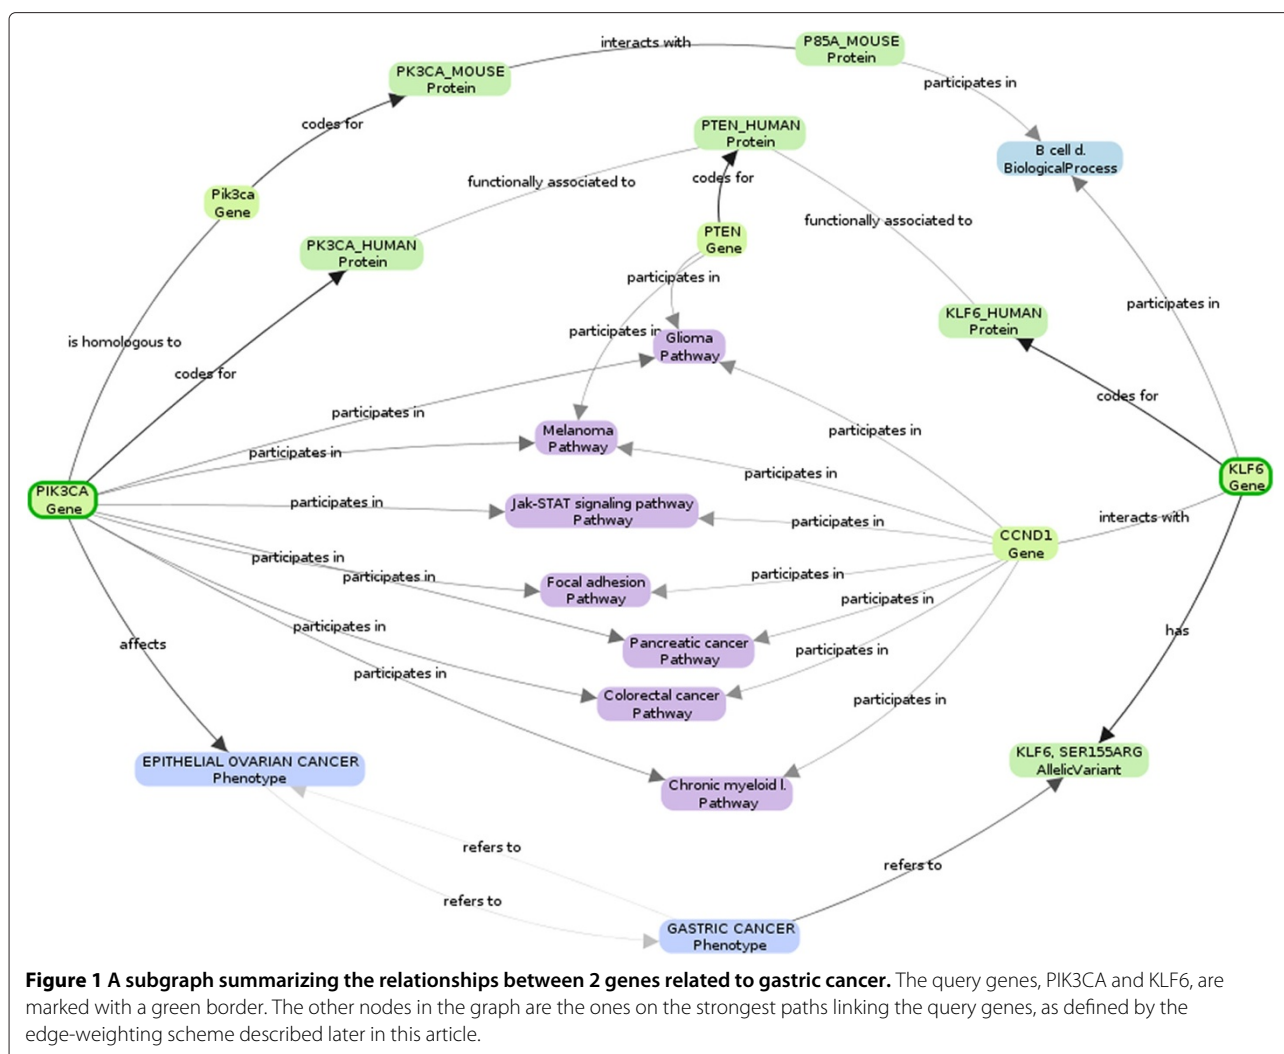 interacts with
P85A_MOUSE
Protein
PK3CA_MOUSE
Protein
participates in
codes for
PTEN_HUMAN
Protein
B cell d.
BiologicalProcess
codes for
functionally associated to
Pik3ca
Gene
functionally associated to
PTEN
Gene
PK3CA_HUMAN
Protein
participates in
participates in
KLF6_HUMAN
Protein
participates in
Glioma
Pathway
is homologous to
codes for
codes for
participates in
participates in
Melanoma
Pathway
participates in
participates in
KLF6
Gene
PIK3CA
Gene
participates in
Jak-STAT signaling pathway
Pathway
participates in
interacts with
CCND1
Gene
participates in
participates in
participates in
Focal adhesion
Pathway
participates in
participates in
has
affects
Pancreatic cancer
Pathway
participates in
participates in
Colorectal cancer
Pathway
participates in
EPITHELIAL OVARIAN CANCER
Phenotype
KLF6, SER155ARG
AllelicVariant
Chronic myeloid l.
Pathway
refers to
refers to
refers to
GASTRIC CANCER
Phenotype
Figure 1 A subgraph summarizing the relationships between 2 genes related to gastric cancer. The query genes, PIK3CA and KLF6, are
marked with a green border. The other nodes in the graph are the ones on the strongest paths linking the query genes, as defined by the
edge-weighting scheme described later in this article.